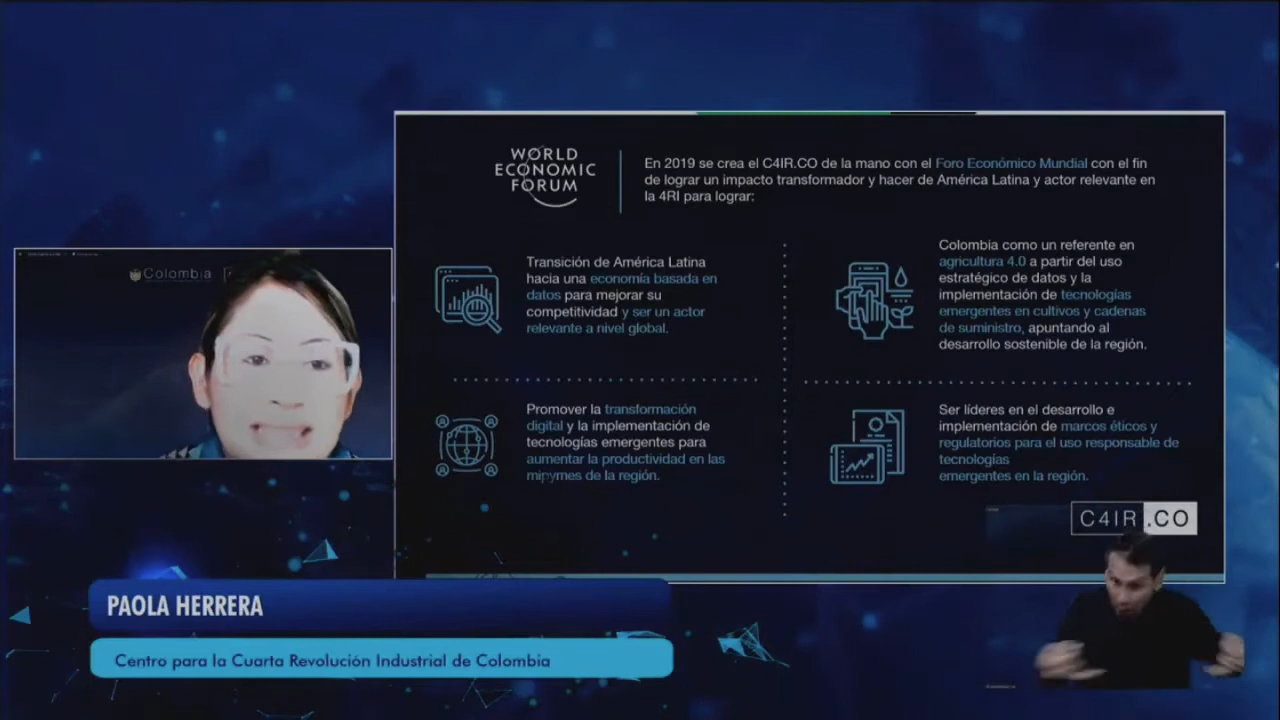 WORLD
ECONOMIC
FORUM
En 2019 se crea el C4IR.CO de la mano con el Foro Económico Mundial con el fin
de lograr un impacto transformador y hacer de América Latina y actor relevante en
la 4RI para lograr:
Transición de América Latina
hacia una economía basada en
datos para mejorar su
competitividad y ser un actor
relevante a nivel global.
Colombia como un referente en
agricultura 4.0 a partir del uso
estratégico de datos y la
implementación de tecnologías
emergentes en cultivos y cadenas
de suministro, apuntando al
desarrollo sostenible de la región.
Promover la transformación
digital y la implementación de
tecnologías emergentes para
aumentar la productividad en las
mipymes de la región.
Ser líderes en el desarrollo e
implementación de marcos éticos y
regulatorios para el uso responsable de
tecnologías
emergentes en la región.
C4IR.CO
Colombia
PAOLA HERRERA
Centro para la Cuarta Revolución Industrial de Colombia